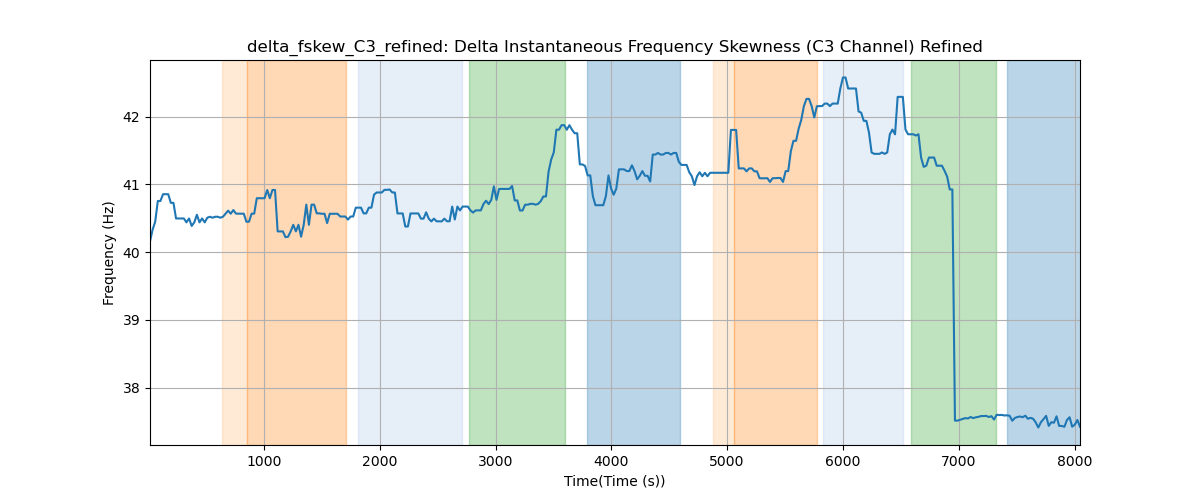 delta_fskew_C3_refined: Delta Instantaneous Frequency Skewness (C3 Channel) Refined
42
41
40
39
38
Frequency (Hz)
1000 2000 3000 4000 5000 6000 7000 8000
Time(Time (s))